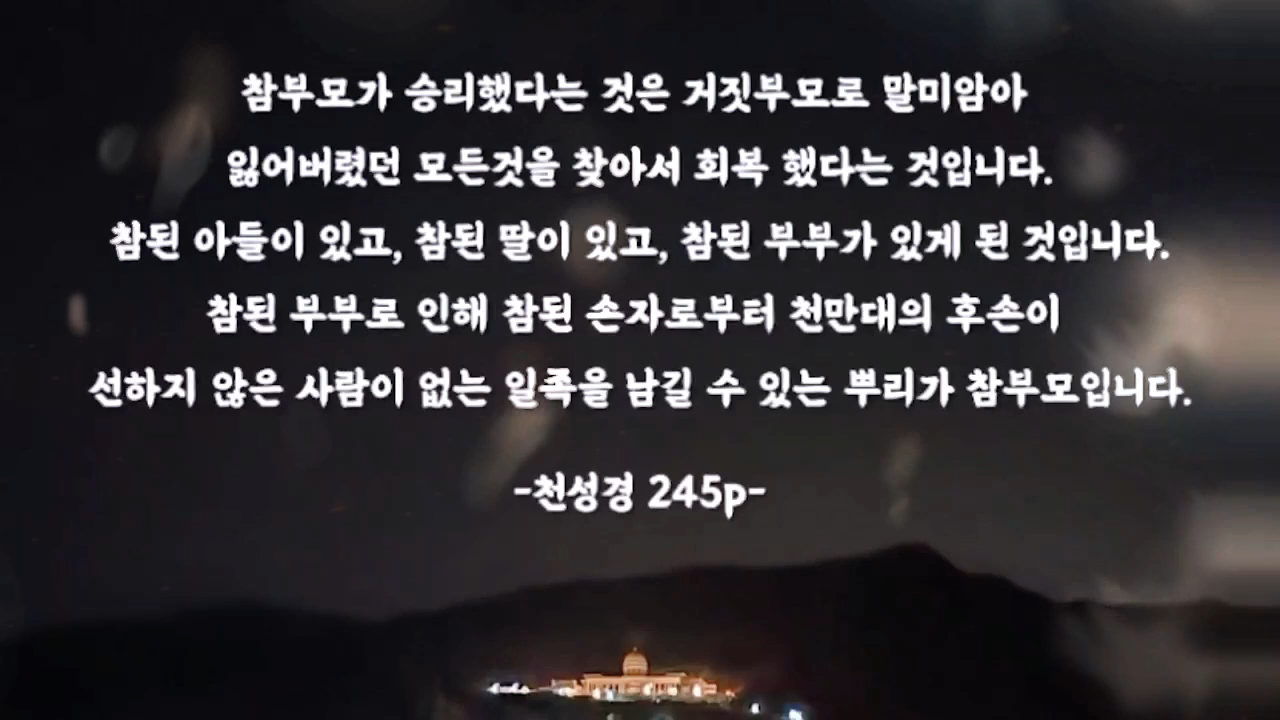 참부모가 승리했다는 것은 거짓부모로 말미암아
잃어버렸던 모든것을 찾아서 회복 했다는 것입니다.
참된 아들이 있고, 참된 딸이 있고, 참된 부부가 있게 된 것입니다.
참된 부부로 인해 참된 손자로부터 천만대의 후손이
선하지 않은 사람이 없는 일족을 남길 수 있는 뿌리가 참부모입니다.
-천성경 245p-